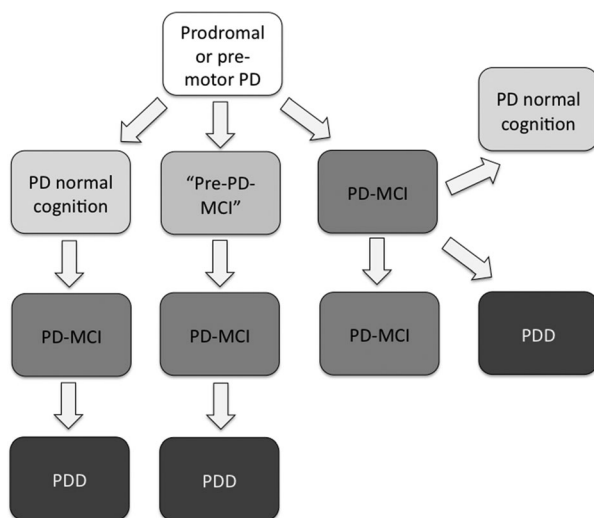 Prodromal
or pre-
motor PD
PD normal
cognition
PD normal
cognition
“Pre-PD-
MCI”
PD-MCI
PD-MCI
PD-MCI
PD-MCI
PDD
PDD
PDD